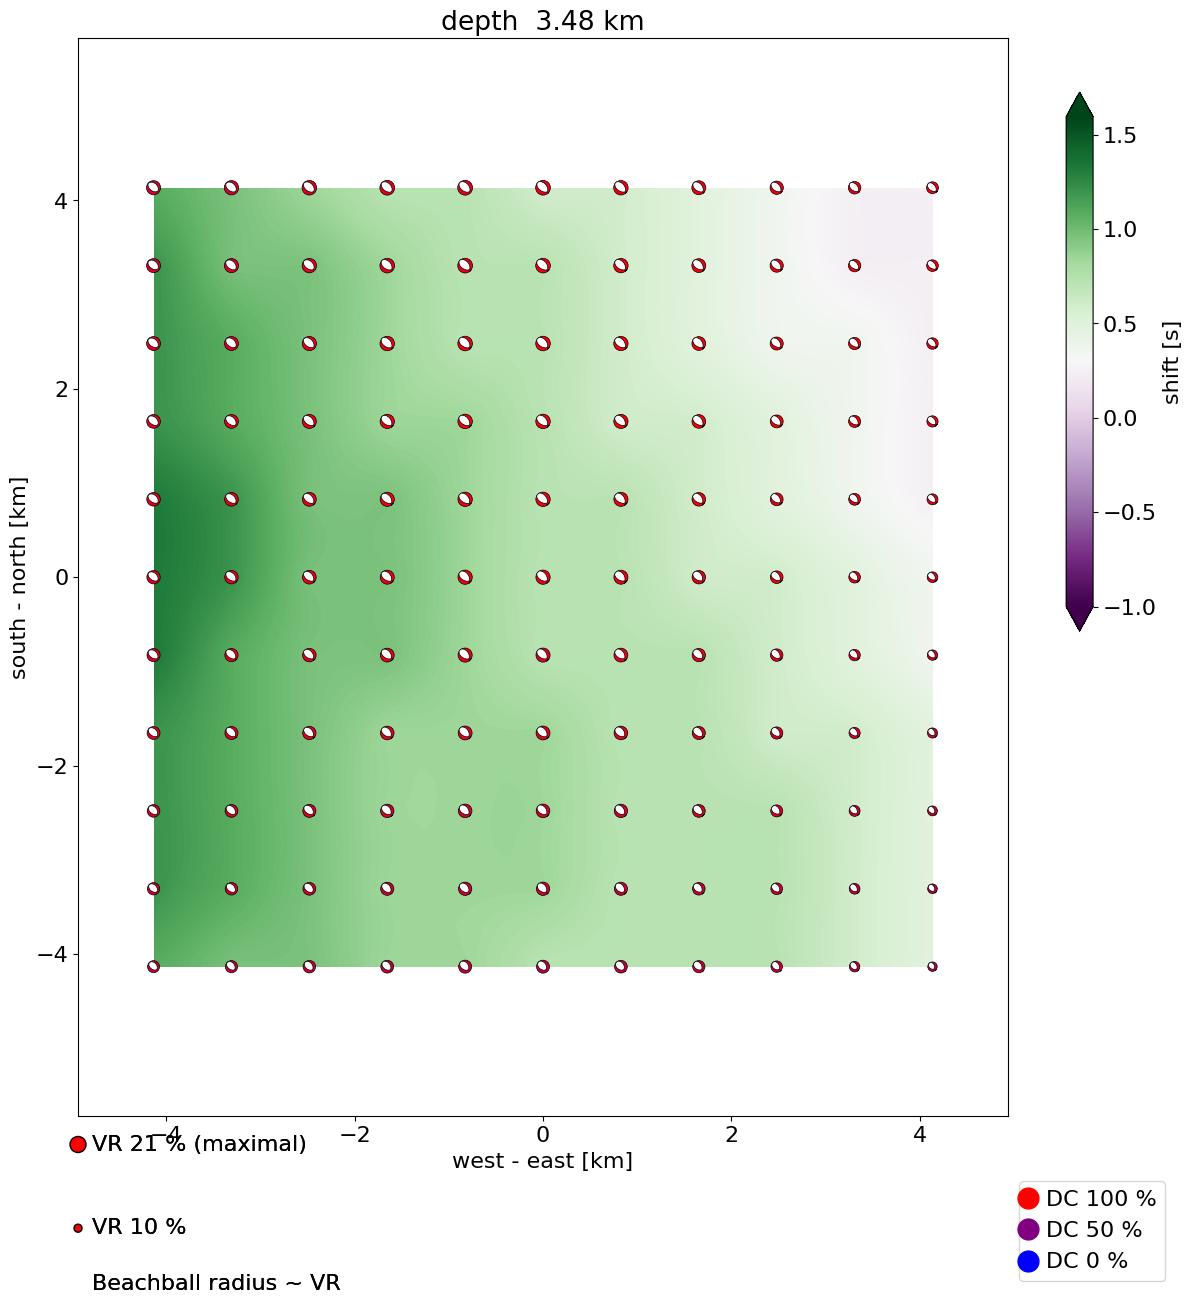 depth  3.48 km
1.5
1.0
0.5
0.0
−0.5
−1.0
shift [s]
4
2
0
−2
−4
south - north [km]
−4
−2
0
2
4
west - east [km]
VR 21 % (maximal)
VR 10 %
Beachball radius ~ VR
DC 100 %
DC 50 %
DC 0 %